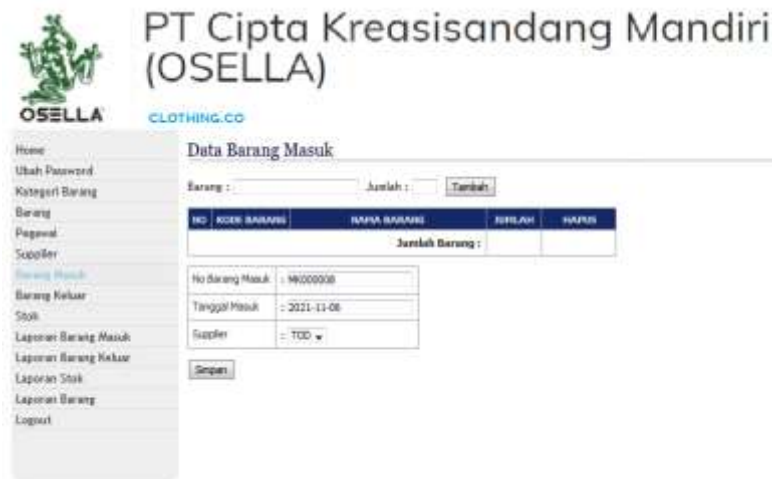 PT Cipta Kreasisandang Mandiri
(OSELLA)
OSELLA
CLOTHING.CO
Home
Ubah Password
Kategori Barang
Barang
Pegawai
Supplier
Barang Masuk
Barang Keluar
Stok
Laporan Barang Masuk
Laporan Barang Keluar
Laporan Stok
Laporan Barang
Logout
Data Barang Masuk
Barang : Jumlah : Tambah
NO KODE BARANG NAMA BARANG JUMLAH HAPUS
Jumlah Barang :
No Barang Masuk : MK000008
Tanggal Masuk : 2021-11-06
Supplier : TOD
Simpan